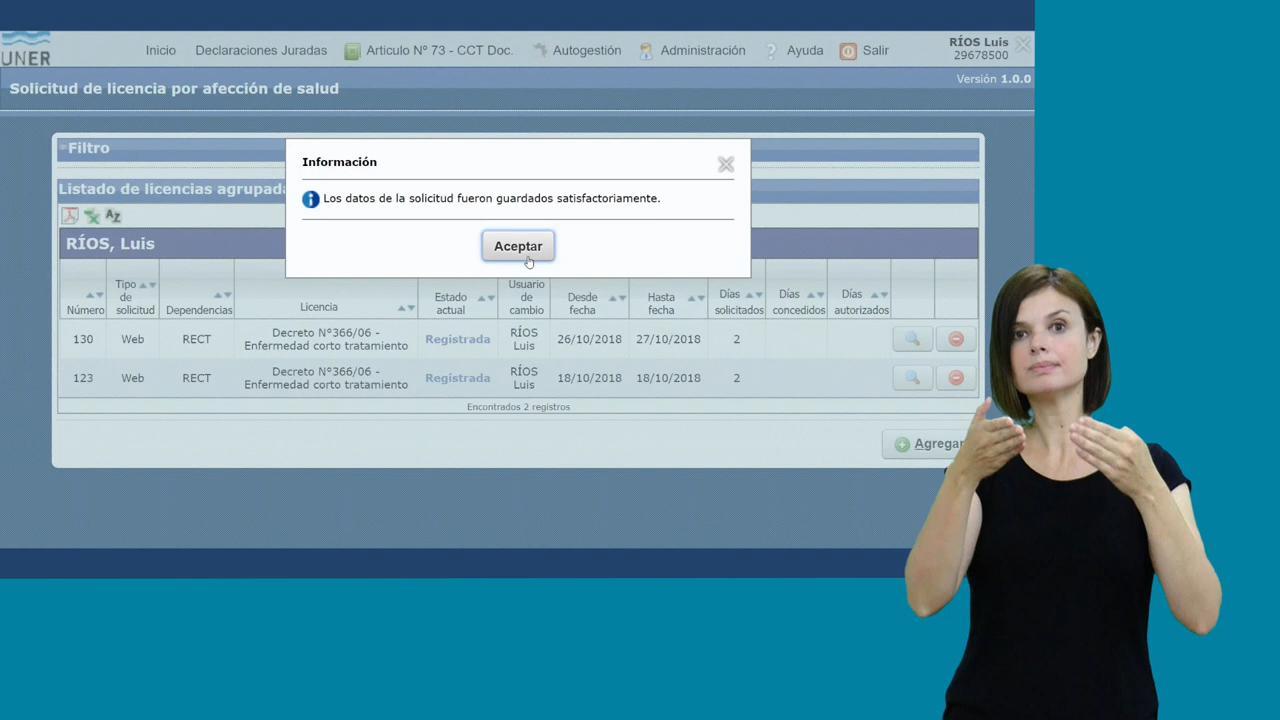 UNER
Inicio Declaraciones Juradas Articulo Nº 73 - CCT Doc. Autogestión Administración ? Ayuda Salir
RÍOS Luis
29678500
Versión 1.0.0
Solicitud de licencia por afección de salud
Filtro
Información
Los datos de la solicitud fueron guardados satisfactoriamente.
Aceptar
Listado de licencias agrupada
AZ
RÍOS, Luis
Número
Tipo
de
solicitud
Dependencias
Licencia
Estado
actual
Usuario
de
cambio
Desde
fecha
Hasta
fecha
Días
solicitados
Días
concedidos
Días
autorizados
130 Web RECT Decreto N°366/06 - Registrada RÍOS 26/10/2018 27/10/2018 2
Enfermedad corto tratamiento Luis
123 Web RECT Decreto N°366/06 - Registrada RÍOS 18/10/2018 18/10/2018 2
Enfermedad corto tratamiento Luis
Encontrados 2 registros
Agregar